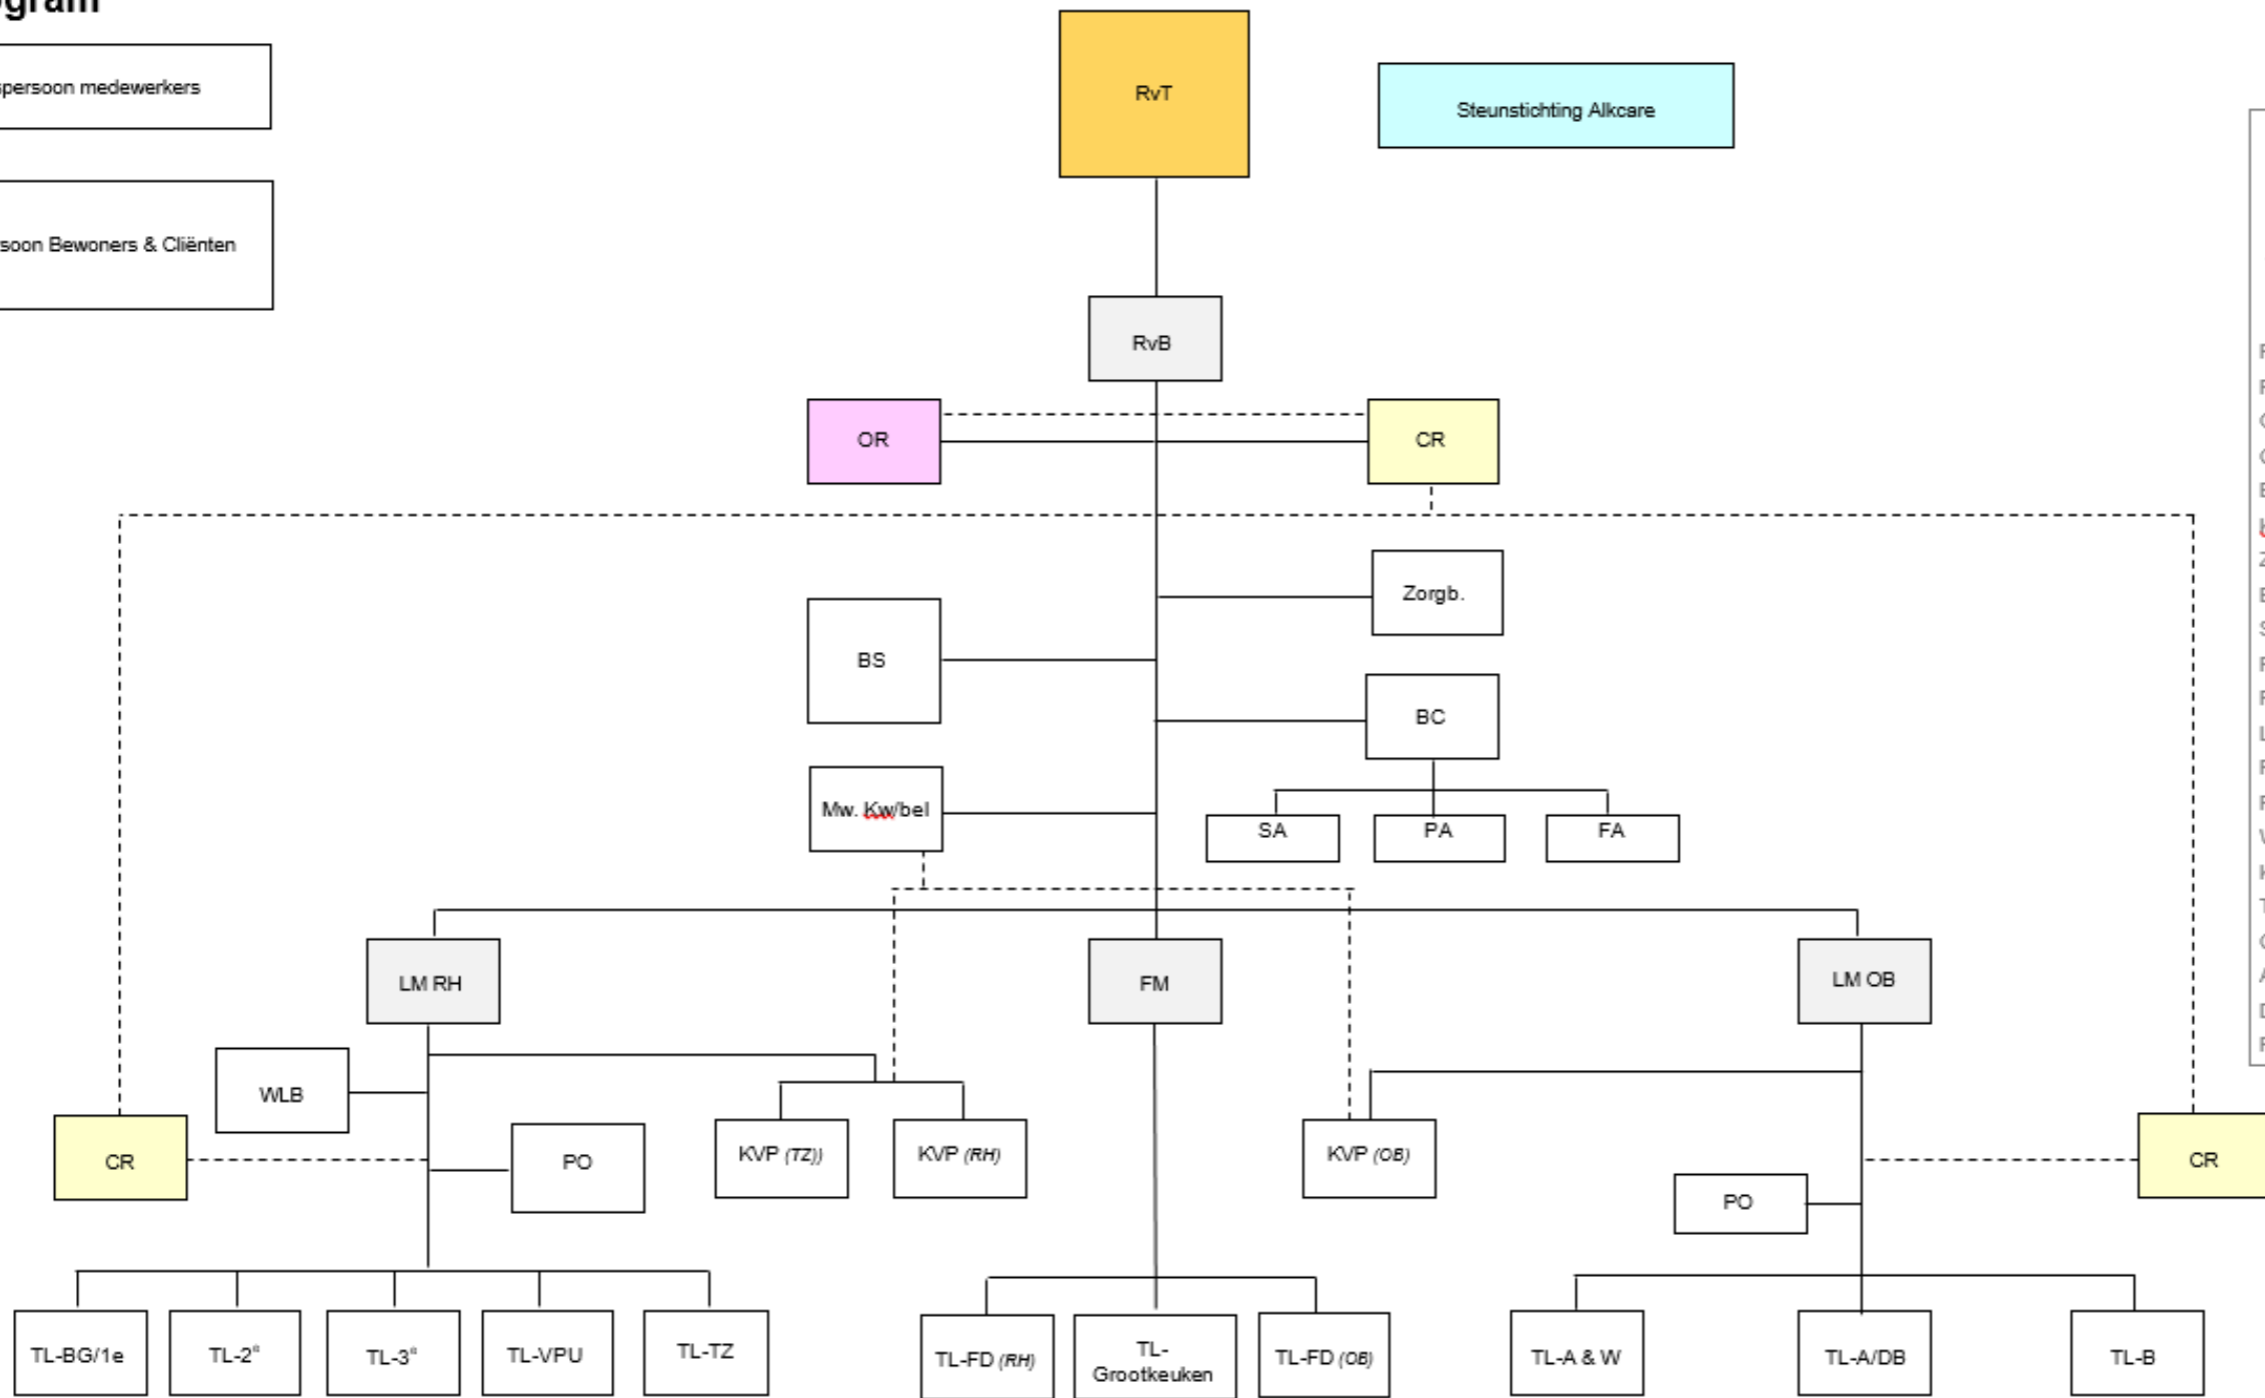 persoon medewerkers
RvT
Steunstichting Alkcare
soon Bewoners & Cliënten
RvB
OR
CR
Zorgb.
BS
BC
Mw. Kw/bel
SA
PA
FA
LM RH
FM
LM OB
WLB
CR
PO
KVP (TZ))
KVP (RH)
KVP (OB)
CR
PO
TL-BG/1e
TL-2ᵉ
TL-3ᵉ
TL-VPU
TL-TZ
TL-FD (RH)
TL-
Grootkeuken
TL-FD (OB)
TL-A & W
TL-A/DB
TL-B